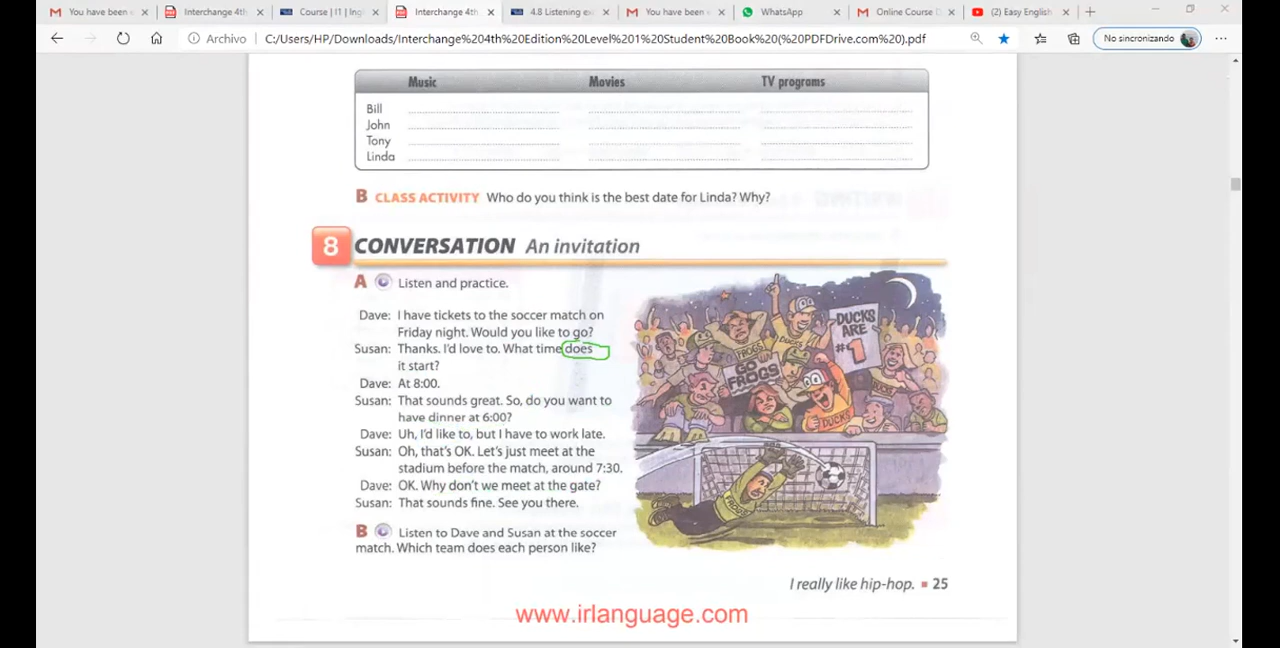 You have been
Interchange 4th
Course | I1 | Ing
Interchange 4th
4.8 Listening ex
You have been
WhatsApp
Online Course D
(2) Easy English
Archivo
C:/Users/HP/Downloads/Interchange%204th%20Edition%20Level%201%20Student%20Book%20(%20PDFDrive.com%20).pdf
No sincronizando
Music Movies TV programs
Bill
John
Tony
Linda
B CLASS ACTIVITY Who do you think is the best date for Linda? Why?
8 CONVERSATION An invitation
A Listen and practice.
Dave: I have tickets to the soccer match on
Friday night. Would you like to go?
Susan: Thanks. I'd love to. What time does
it start?
Dave: At 8:00.
Susan: That sounds great. So, do you want to
have dinner at 6:00?
Dave: Uh, I'd like to, but I have to work late.
Susan: Oh, that's OK. Let's just meet at the
stadium before the match, around 7:30.
Dave: OK. Why don't we meet at the gate?
Susan: That sounds fine. See you there.
DUCKS
ARE
#1
FROGS
DUCKS
GO
FROGS
DUCKS
DUCKS
FROGS
B Listen to Dave and Susan at the soccer
match. Which team does each person like?
I really like hip-hop. 25
www.irlanguage.com